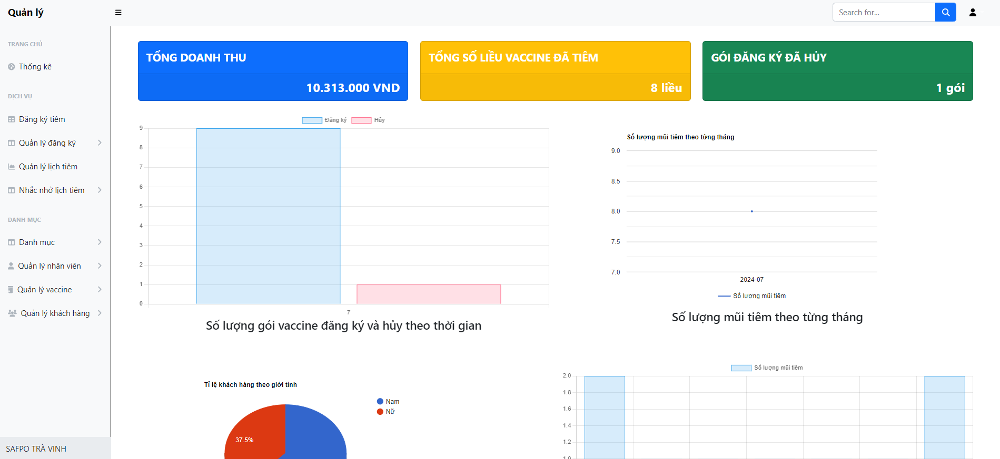 Quản lý
Search for...
TRANG CHỦ
Thống kê
DỊCH VỤ
Đăng ký tiêm
Quản lý đăng ký
Quản lý lịch tiêm
Nhắc nhở lịch tiêm
DANH MỤC
Danh mục
Quản lý nhân viên
Quản lý vaccine
Quản lý khách hàng
SAFPO TRÀ VINH
TỔNG DOANH THU
10.313.000 VND
TỔNG SỐ LIỀU VACCINE ĐÃ TIÊM
8 liều
GÓI ĐĂNG KÝ ĐÃ HỦY
1 gói
Đăng ký Hủy
9
8
7
6
5
4
3
2
1
0
7
Số lượng gói vaccine đăng ký và hủy theo thời gian
Số lượng mũi tiêm theo từng tháng
9.0
8.5
8.0
7.5
7.0
2024-07
Số lượng mũi tiêm
Số lượng mũi tiêm theo từng tháng
Tỉ lệ khách hàng theo giới tính
Nam
Nữ
37.5%
Số lượng mũi tiêm
2.0
1.8
1.6
1.4
1.2
1.0